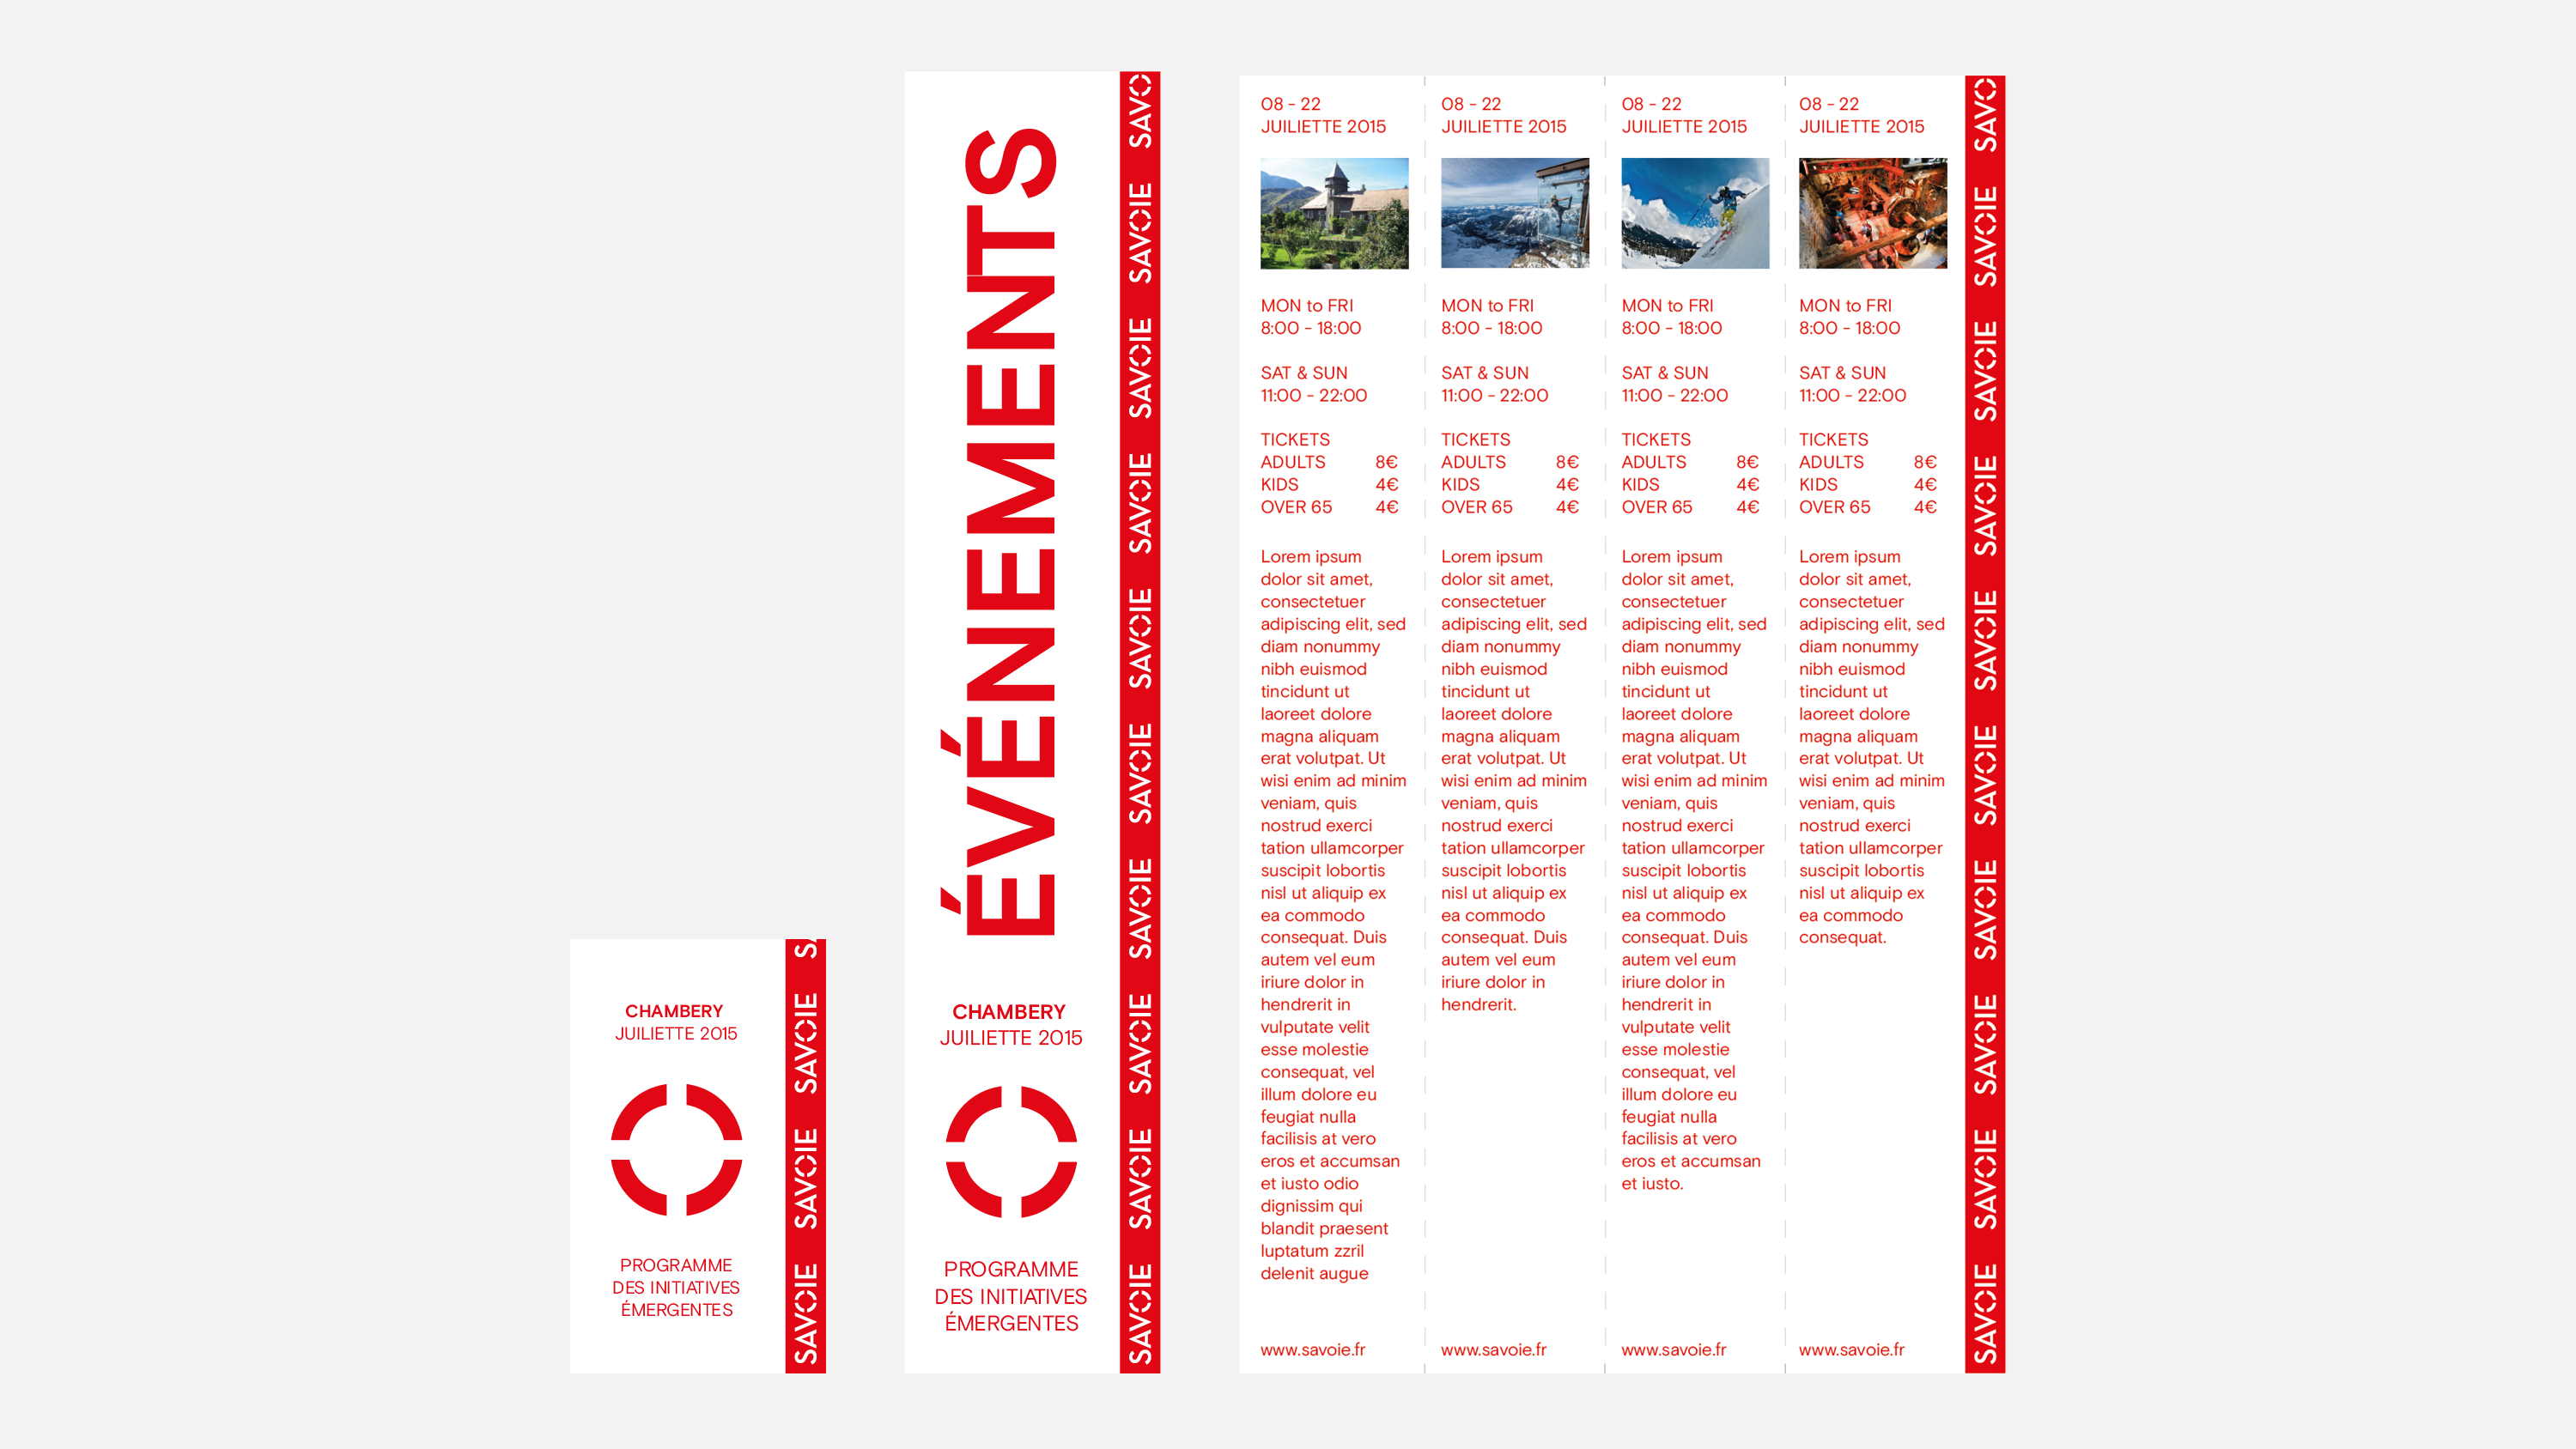 CHAMBERY
JUILIETTE 2015
PROGRAMME
DES INITIATIVES
ÉMERGENTES
SAVOIE SAVOIE SAVOIE S
ÉVÉNEMENTS
CHAMBERY
JUILIETTE 2015
PROGRAMME
DES INITIATIVES
ÉMERGENTES
SAVOIE SAVOIE SAVOIE SAVOIE SAVOIE SAVOIE SAVOIE SAVOIE SAVOIE SAVO
08 - 22
JUILIETTE 2015
MON to FRI
8:00 - 18:00
SAT & SUN
11:00 - 22:00
TICKETS
ADULTS 8€
KIDS 4€
OVER 65 4€
Lorem ipsum
dolor sit amet,
consectetuer
adipiscing elit, sed
diam nonummy
nibh euismod
tincidunt ut
laoreet dolore
magna aliquam
erat volutpat. Ut
wisi enim ad minim
veniam, quis
nostrud exerci
tation ullamcorper
suscipit lobortis
nisl ut aliquip ex
ea commodo
consequat. Duis
autem vel eum
iriure dolor in
hendrerit in
vulputate velit
esse molestie
consequat, vel
illum dolore eu
feugiat nulla
facilisis at vero
eros et accumsan
et iusto odio
dignissim qui
blandit praesent
luptatum zzril
delenit augue
www.savoie.fr
08 - 22
JUILIETTE 2015
MON to FRI
8:00 - 18:00
SAT & SUN
11:00 - 22:00
TICKETS
ADULTS 8€
KIDS 4€
OVER 65 4€
Lorem ipsum
dolor sit amet,
consectetuer
adipiscing elit, sed
diam nonummy
nibh euismod
tincidunt ut
laoreet dolore
magna aliquam
erat volutpat. Ut
wisi enim ad minim
veniam, quis
nostrud exerci
tation ullamcorper
suscipit lobortis
nisl ut aliquip ex
ea commodo
consequat. Duis
autem vel eum
iriure dolor in
hendrerit.
www.savoie.fr
08 - 22
JUILIETTE 2015
MON to FRI
8:00 - 18:00
SAT & SUN
11:00 - 22:00
TICKETS
ADULTS 8€
KIDS 4€
OVER 65 4€
Lorem ipsum
dolor sit amet,
consectetuer
adipiscing elit, sed
diam nonummy
nibh euismod
tincidunt ut
laoreet dolore
magna aliquam
erat volutpat. Ut
wisi enim ad minim
veniam, quis
nostrud exerci
tation ullamcorper
suscipit lobortis
nisl ut aliquip ex
ea commodo
consequat. Duis
autem vel eum
iriure dolor in
hendrerit in
vulputate velit
esse molestie
consequat, vel
illum dolore eu
feugiat nulla
facilisis at vero
eros et accumsan
et iusto.
www.savoie.fr
08 - 22
JUILIETTE 2015
MON to FRI
8:00 - 18:00
SAT & SUN
11:00 - 22:00
TICKETS
ADULTS 8€
KIDS 4€
OVER 65 4€
Lorem ipsum
dolor sit amet,
consectetuer
adipiscing elit, sed
diam nonummy
nibh euismod
tincidunt ut
laoreet dolore
magna aliquam
erat volutpat. Ut
wisi enim ad minim
veniam, quis
nostrud exerci
tation ullamcorper
suscipit lobortis
nisl ut aliquip ex
ea commodo
consequat.
www.savoie.fr
SAVOIE SAVOIE SAVOIE SAVOIE SAVOIE SAVOIE SAVOIE SAVOIE SAVOIE SAVO